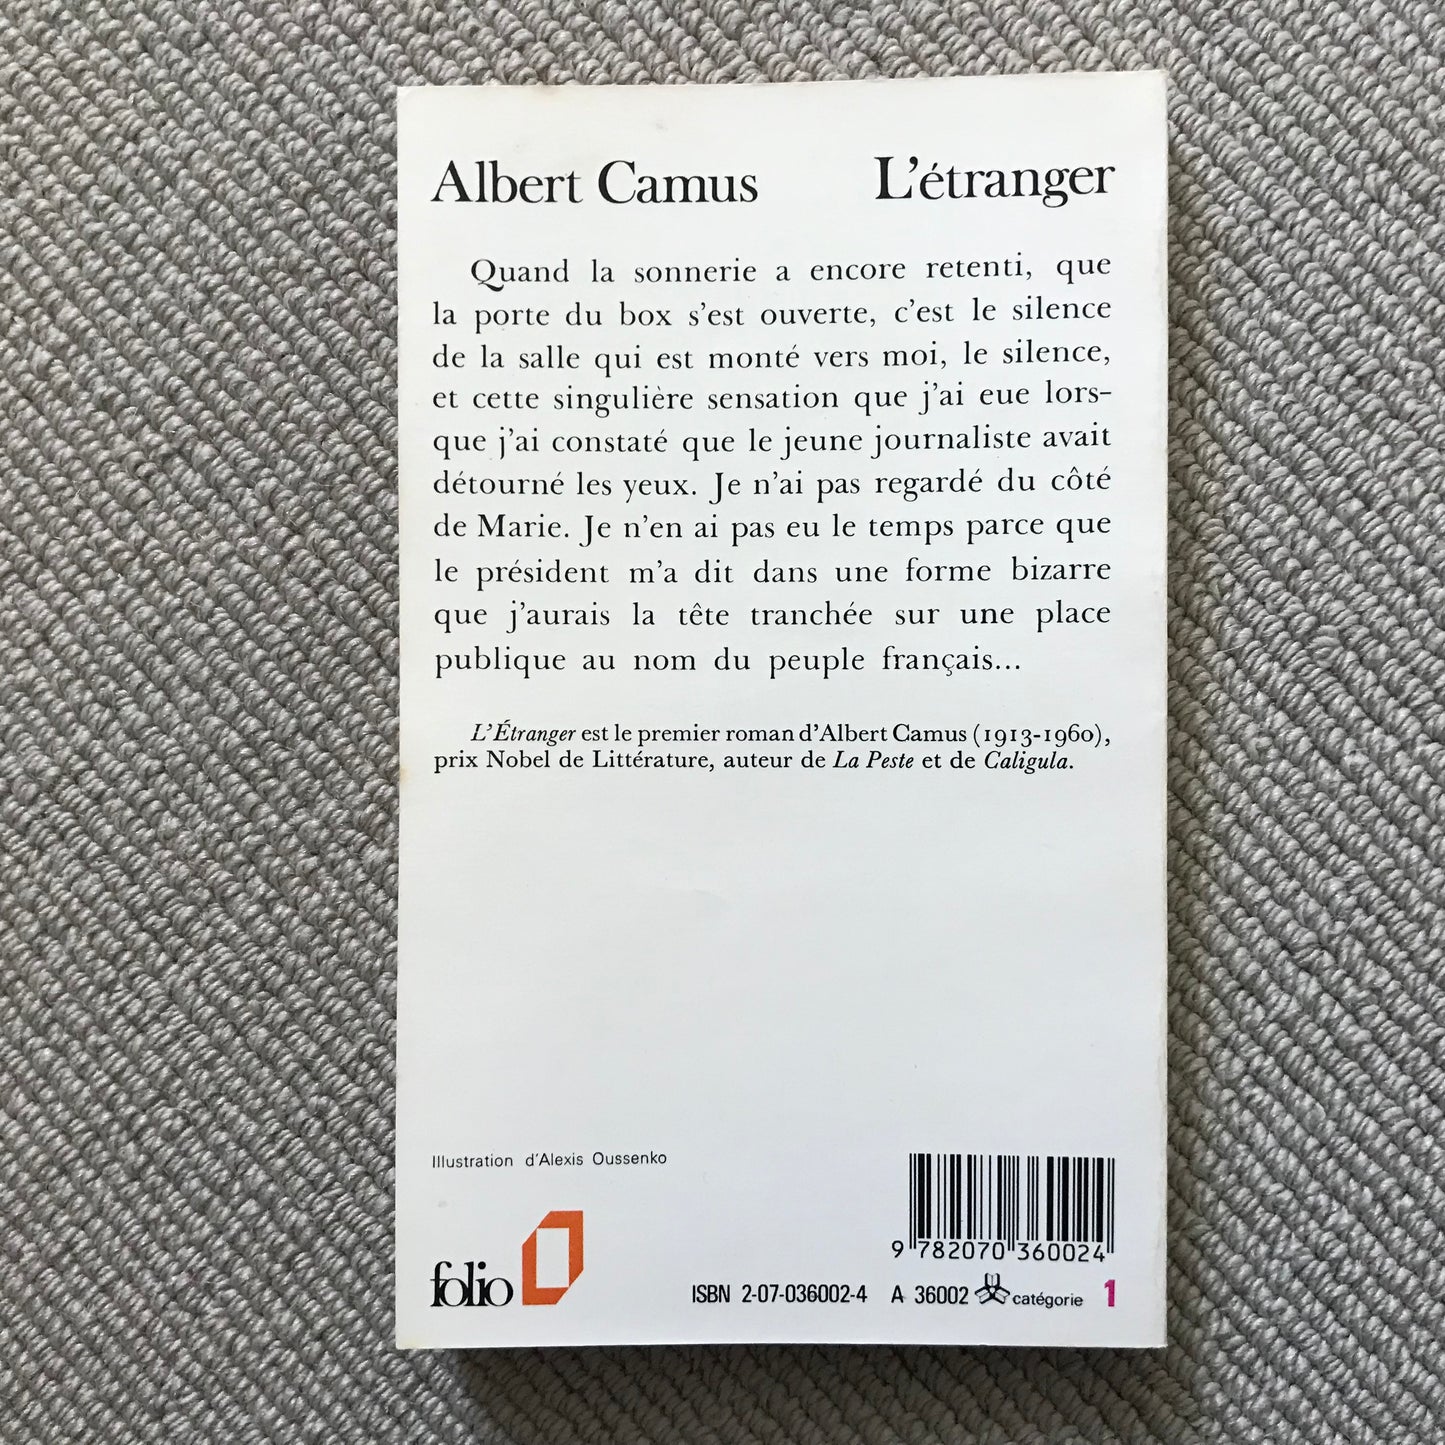 Albert Camus L'étranger
Quand la sonnerie a encore retenti, que
la porte du box s'est ouverte, c'est le silence
de la salle qui est monté vers moi, le silence,
et cette singulière sensation que j'ai eue lors-
que j'ai constaté que le jeune journaliste avait
détourné les yeux. Je n'ai pas regardé du côté
de Marie. Je n'en ai pas eu le temps parce que
le président m'a dit dans une forme bizarre
que j'aurais la tête tranchée sur une place
publique au nom du peuple français...
L'Étranger est le premier roman d'Albert Camus (1913-1960),
prix Nobel de Littérature, auteur de La Peste et de Caligula.
Illustration d'Alexis Oussenko
folio
9 782070 360024
ISBN 2-07-036002-4 A 36002 catégorie 1